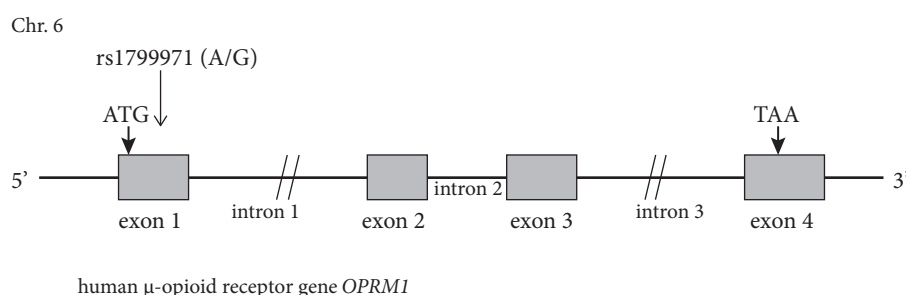 Chr. 6
rs1799971 (A/G)
ATG
TAA
5’
3’
intron 1
intron 2
intron 3
exon 1
exon 2
exon 3
exon 4
human μ-opioid receptor gene OPRM1